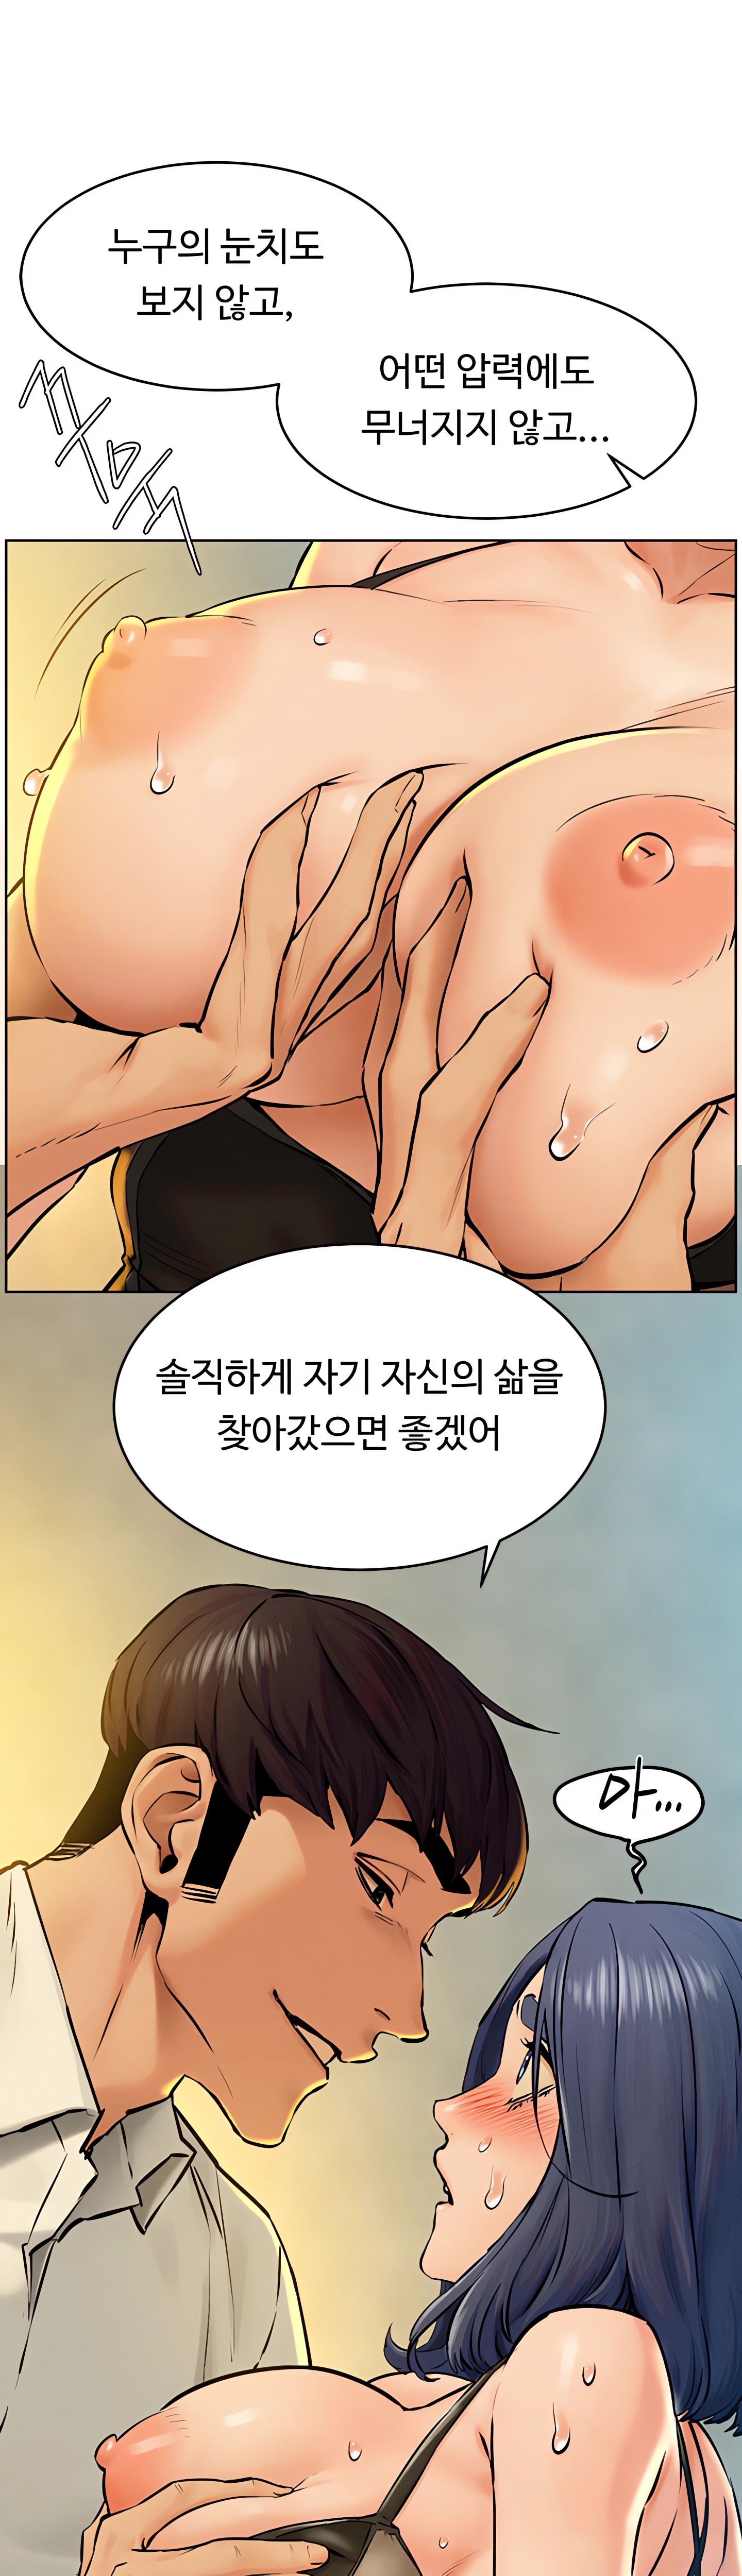 누구의 눈치도
보지 않고,
어떤 압력에도
무너지지 않고...
솔직하게 자기 자신의 삶을
찾아갔으면 좋겠어
아...